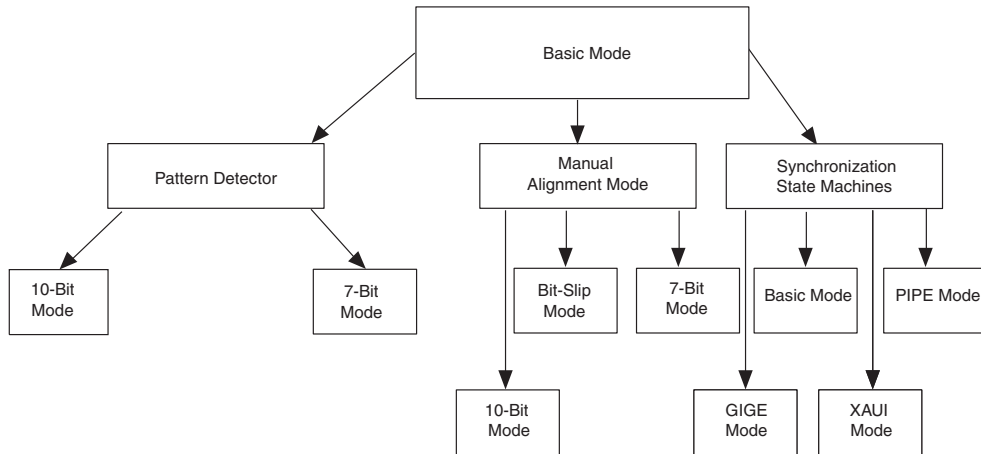 Basic Mode
Pattern Detector
Manual
Alignment Mode
Synchronization
State Machines
10-Bit
Mode
7-Bit
Mode
Bit-Slip
Mode
7-Bit
Mode
Basic Mode
PIPE Mode
10-Bit
Mode
GIGE
Mode
XAUI
Mode